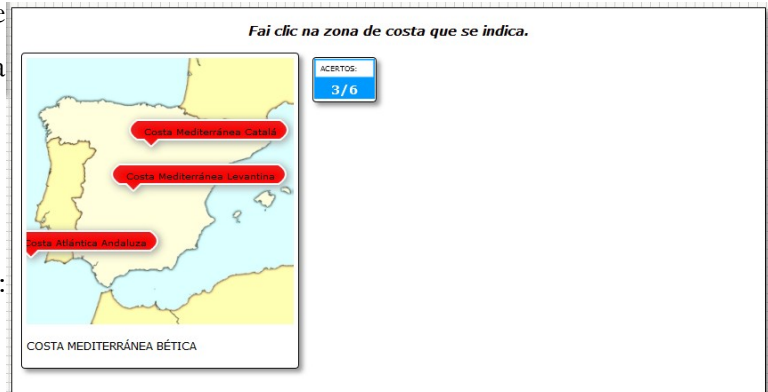 Fai clic na zona de costa que se indica.
ACERTOS:
3/6
Costa Mediterránea Catalá
Costa Mediterránea Levantina
Costa Atlántica Andaluza
COSTA MEDITERRÁNEA BÉTICA